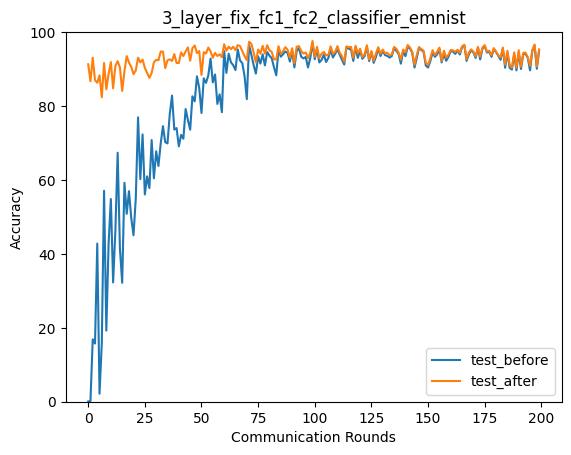 3_layer_fix_fc1_fc2_classifier_emnist
100
80
60
40
20
0
Accuracy
0 25 50 75 100 125 150 175 200
Communication Rounds
test_before
test_after